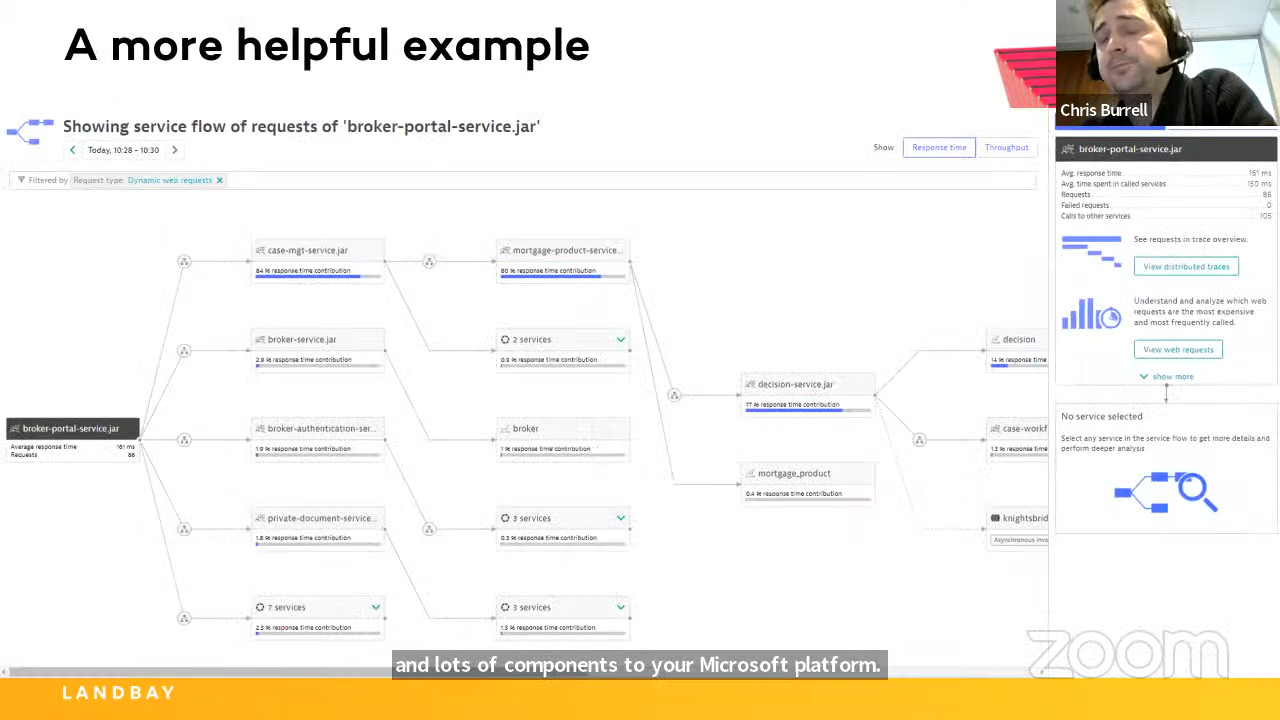 A more helpful example
Chris Burrell
Showing service flow of requests of 'broker-portal-service.jar'
Today, 10:28 - 10:30
Show
Response time
Throughput
Filtered by Request type: Dynamic web requests ×
broker-portal-service.jar
Average response time 161 ms
Requests 86
case-mgt-service.jar
84 % response time contribution
broker-service.jar
2.9 % response time contribution
broker-authentication-ser...
1.9 % response time contribution
private-document-service...
1.8 % response time contribution
7 services
2.3 % response time contribution
mortgage-product-service...
80 % response time contribution
2 services
0.9 % response time contribution
broker
1 % response time contribution
3 services
0.3 % response time contribution
3 services
1.3 % response time contribution
decision-service.jar
77 % response time contribution
mortgage_product
0.4 % response time contribution
decision
14 % response time
case-workf
1.3 % response time
knightsbrid
Asynchronous invo
broker-portal-service.jar
Avg. response time 161 ms
Avg. time spent in called services 150 ms
Requests 86
Failed requests 0
Calls to other services 105
See requests in trace overview.
View distributed traces
Understand and analyze which web
requests are the most expensive
and most frequently called.
View web requests
show more
No service selected
Select any service in the service flow to get more details and
perform deeper analysis
and lots of components to your Microsoft platform.
zoom
LANDBAY